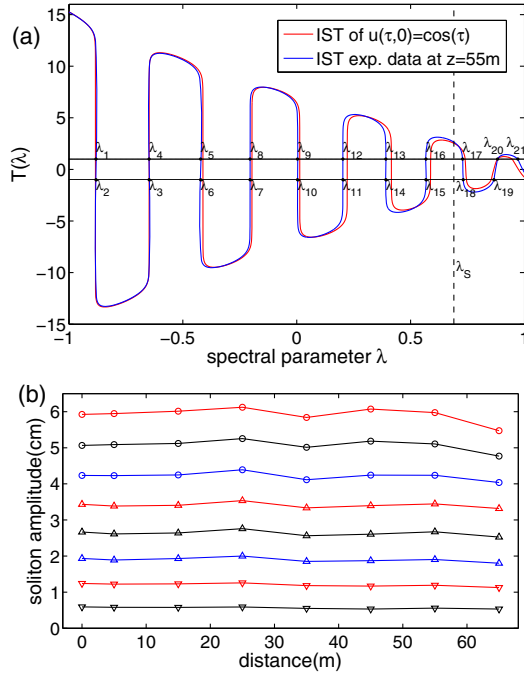 (a)
IST of u(τ,0)=cos(τ)
IST exp. data at z=55m
T(λ)
15
10
5
0
−5
−10
−15
λ1 λ4 λ5 λ8 λ9 λ12 λ13 λ16 λ17 λ20 λ21
λ2 λ3 λ6 λ7 λ10 λ11 λ14 λ15 λ18 λ19
λS
−1 −0.5 0 0.5 1
spectral parameter λ
(b)
soliton amplitude(cm)
6
5
4
3
2
1
0
0 10 20 30 40 50 60
distance(m)